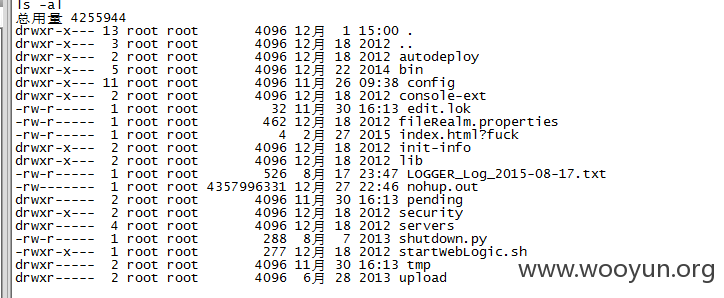 ls -al
总用量 4255944
drwxr-x--- 13 root root 4096 12月 1 15:00 .
drwxr-x--- 3 root root 4096 12月 18 2012 ..
drwxr-x--- 2 root root 4096 12月 18 2012 autodeploy
drwxr-x--- 5 root root 4096 12月 22 2014 bin
drwxr-x--- 11 root root 4096 11月 26 09:38 config
drwxr-x--- 2 root root 4096 12月 18 2012 console-ext
-rw-r----- 1 root root 32 11月 30 16:13 edit.lok
-rw-r----- 1 root root 462 12月 18 2012 fileRealm.properties
-rw-r----- 1 root root 4 2月 27 2015 index.html?fuck
drwxr-x--- 2 root root 4096 12月 18 2012 init-info
drwxr-x--- 2 root root 4096 12月 18 2012 lib
-rw-r----- 1 root root 526 8月 17 23:47 LOGGER_Log_2015-08-17.txt
-rw------- 1 root root 4357996331 12月 27 22:46 nohup.out
drwxr----- 2 root root 4096 11月 30 16:13 pending
drwxr-x--- 2 root root 4096 12月 18 2012 security
drwxr----- 4 root root 4096 12月 18 2012 servers
-rw-r----- 1 root root 288 8月 7 2013 shutdown.py
-rwxr-x--- 1 root root 277 12月 18 2012 startWebLogic.sh
drwxr----- 2 root root 4096 11月 30 16:13 tmp
drwxr----- 2 root root 4096 6月 28 2013 upload
www.wooyun.org